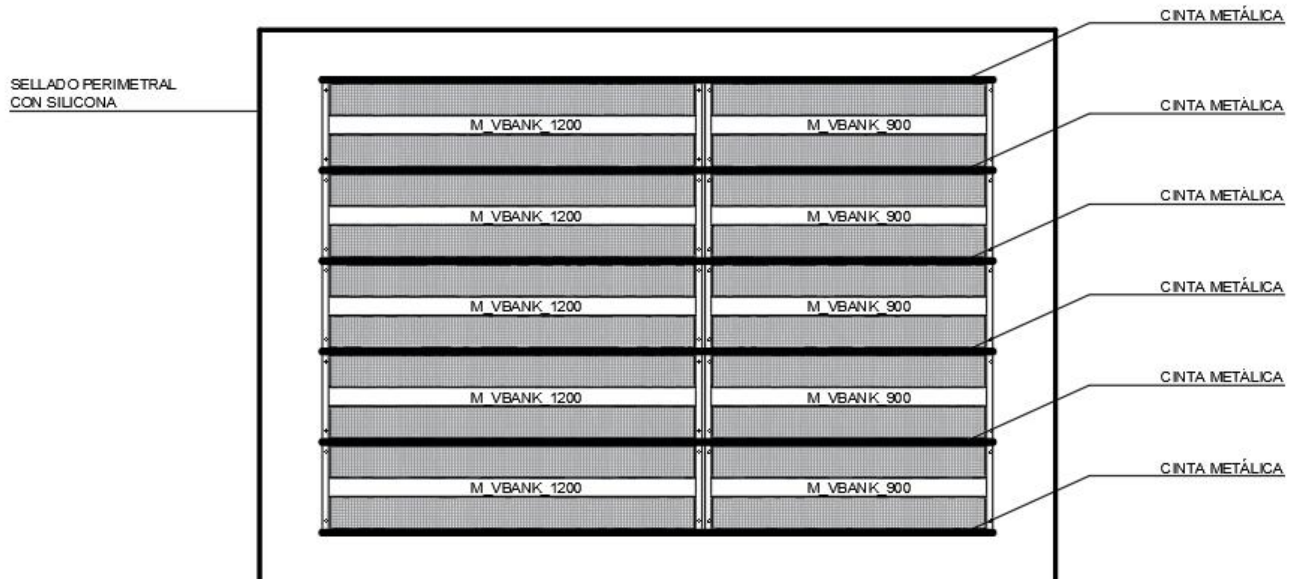 CINTA METÁLICA
SELLADO PERIMETRAL
CON SILICONA
CINTA METÁLICA
M_VBANK_1200
M_VBANK_900
CINTA METÁLICA
M_VBANK_1200
M_VBANK_900
CINTA METÁLICA
M_VBANK_1200
M_VBANK_900
CINTA METÁLICA
M_VBANK_1200
M_VBANK_900
CINTA METÁLICA
M_VBANK_1200
M_VBANK_900